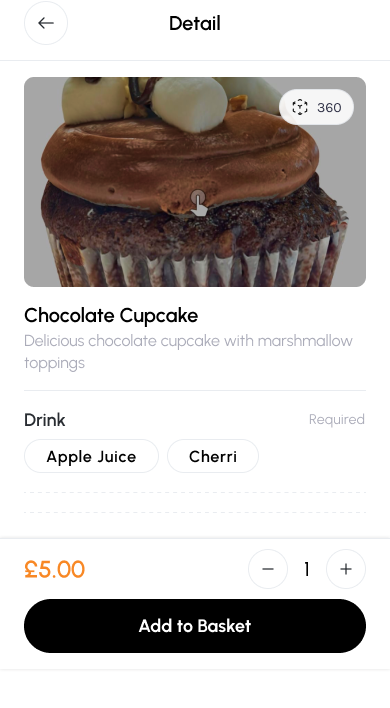 Detail
360
Chocolate Cupcake
Delicious chocolate cupcake with marshmallow
toppings
Drink
Required
Apple Juice
Cherri
£5.00
1
Add to Basket